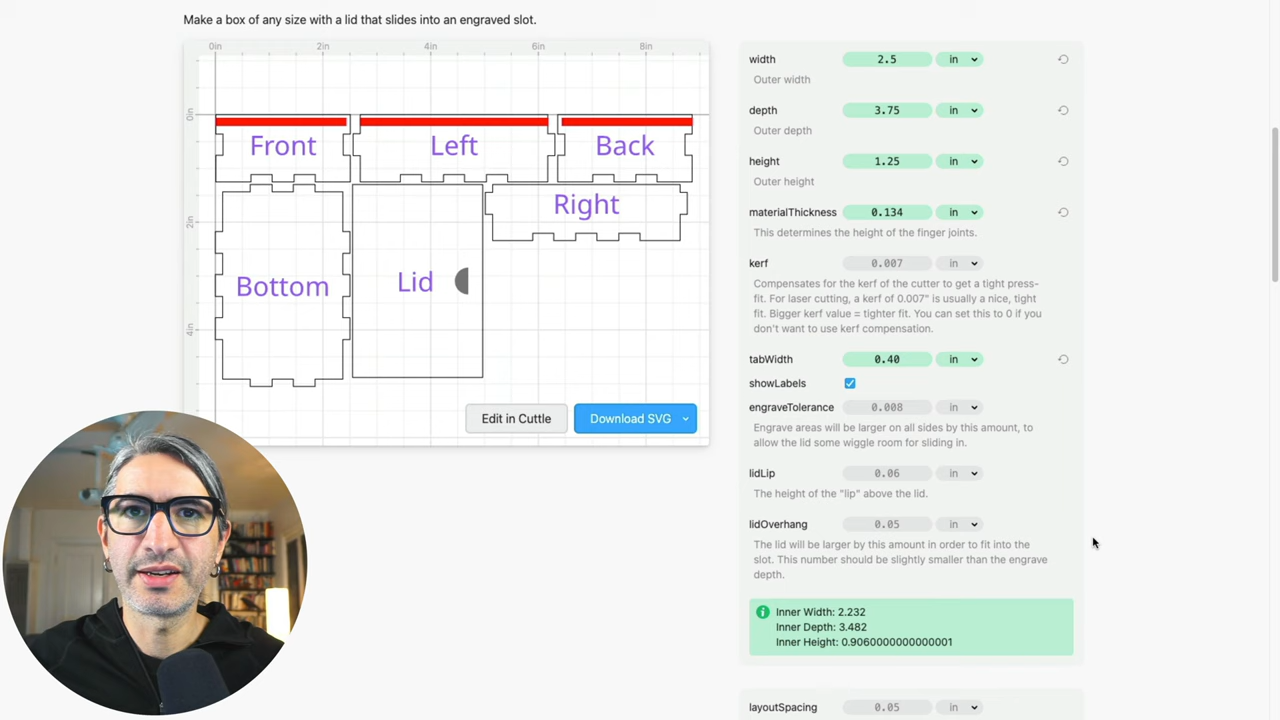 Make a box of any size with a lid that slides into an engraved slot.
0in 2in 4in 6in 8in
0in
2in
4in
Front Left Back
Right
Bottom Lid
Edit in Cuttle Download SVG
width 2.5 in
Outer width
depth 3.75 in
Outer depth
height 1.25 in
Outer height
materialThickness 0.134 in
This determines the height of the finger joints.
kerf 0.007 in
Compensates for the kerf of the cutter to get a tight press-
fit. For laser cutting, a kerf of 0.007" is usually a nice, tight
fit. Bigger kerf value = tighter fit. You can set this to 0 if you
don't want to use kerf compensation.
tabWidth 0.40 in
showLabels
engraveTolerance 0.008 in
Engrave areas will be larger on all sides by this amount, to
allow the lid some wiggle room for sliding in.
lidLip 0.06 in
The height of the "lip" above the lid.
lidOverhang 0.05 in
The lid will be larger by this amount in order to fit into the
slot. This number should be slightly smaller than the engrave
depth.
Inner Width: 2.232
Inner Depth: 3.482
Inner Height: 0.9060000000000001
layoutSpacing 0.05 in